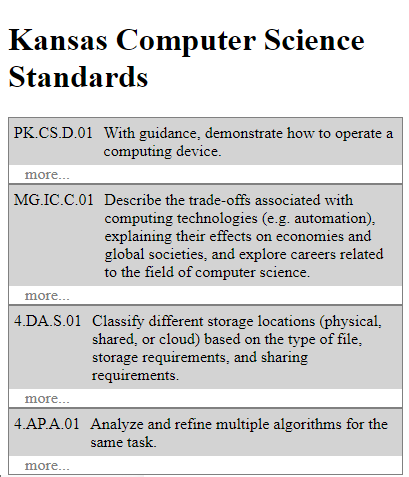 Kansas Computer Science
Standards
PK.CS.D.01 With guidance, demonstrate how to operate a
computing device.
more...
MG.IC.C.01 Describe the trade-offs associated with
computing technologies (e.g. automation),
explaining their effects on economies and
global societies, and explore careers related
to the field of computer science.
more...
4.DA.S.01 Classify different storage locations (physical,
shared, or cloud) based on the type of file,
storage requirements, and sharing
requirements.
more...
4.AP.A.01 Analyze and refine multiple algorithms for the
same task.
more...